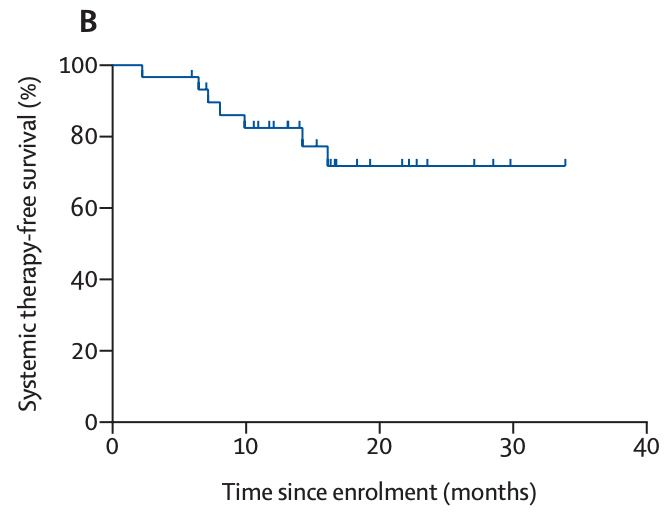 B
Systemic therapy-free survival (%)
100
80
60
40
20
0
0 10 20 30 40
Time since enrolment (months)